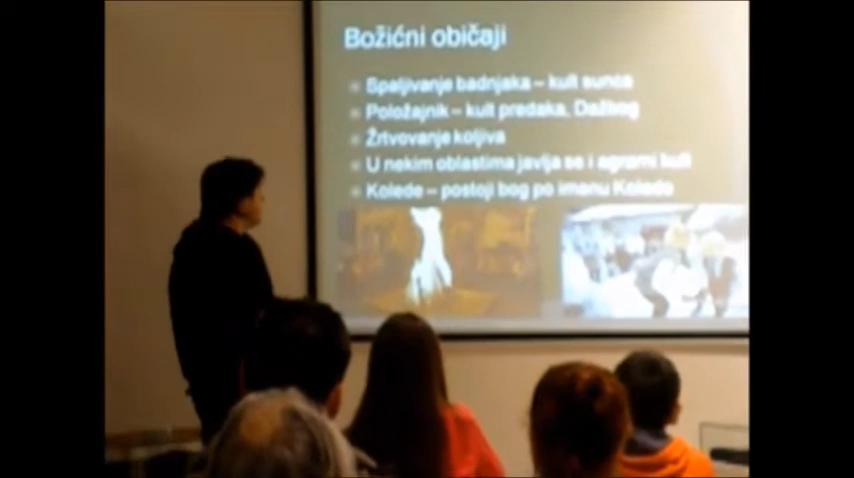 Božićni običaji
Spaljivanje badnjaka – kult sunca
Položajnik – kult predaka, Dažbog
Žrtvovanje koljiva
U nekim oblastima javlja se i agrarni kult
Kolede – postoji bog po imenu Koledo